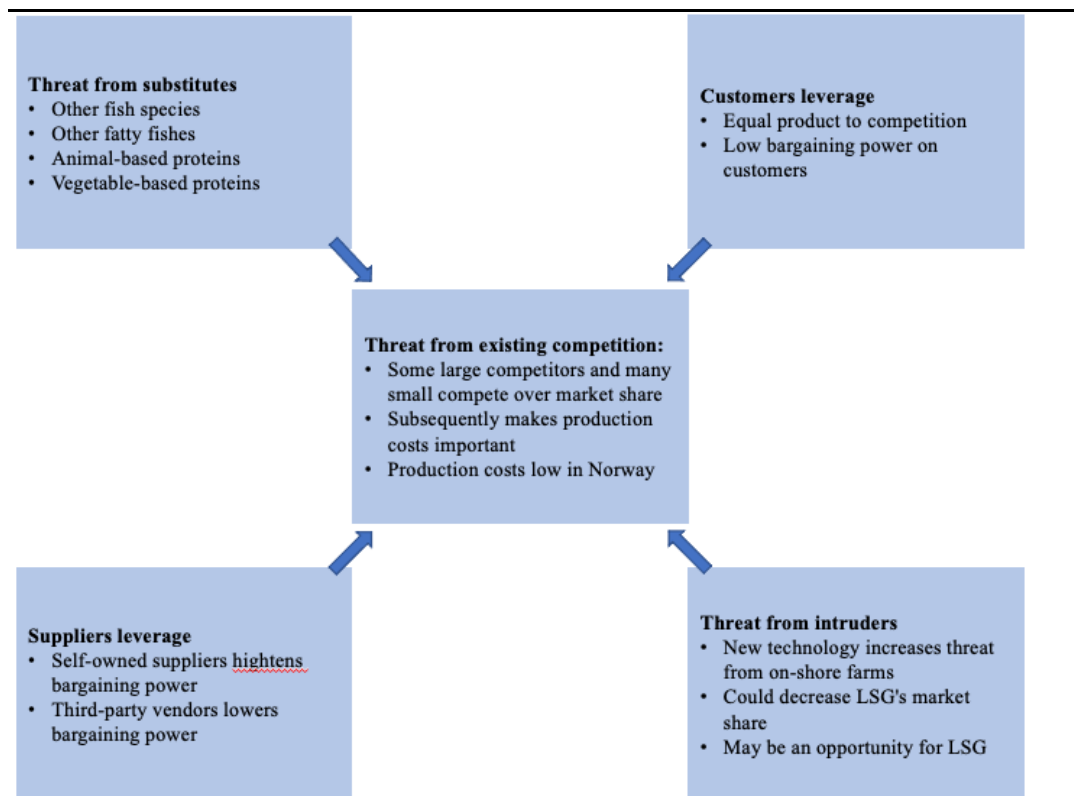 Threat from substitutes
• Other fish species
• Other fatty fishes
• Animal-based proteins
• Vegetable-based proteins
Customers leverage
• Equal product to competition
• Low bargaining power on
customers
Threat from existing competition:
• Some large competitors and many
small compete over market share
• Subsequently makes production
costs important
• Production costs low in Norway
Suppliers leverage
• Self-owned suppliers hightens
bargaining power
• Third-party vendors lowers
bargaining power
Threat from intruders
• New technology increases threat
from on-shore farms
• Could decrease LSG's market
share
• May be an opportunity for LSG